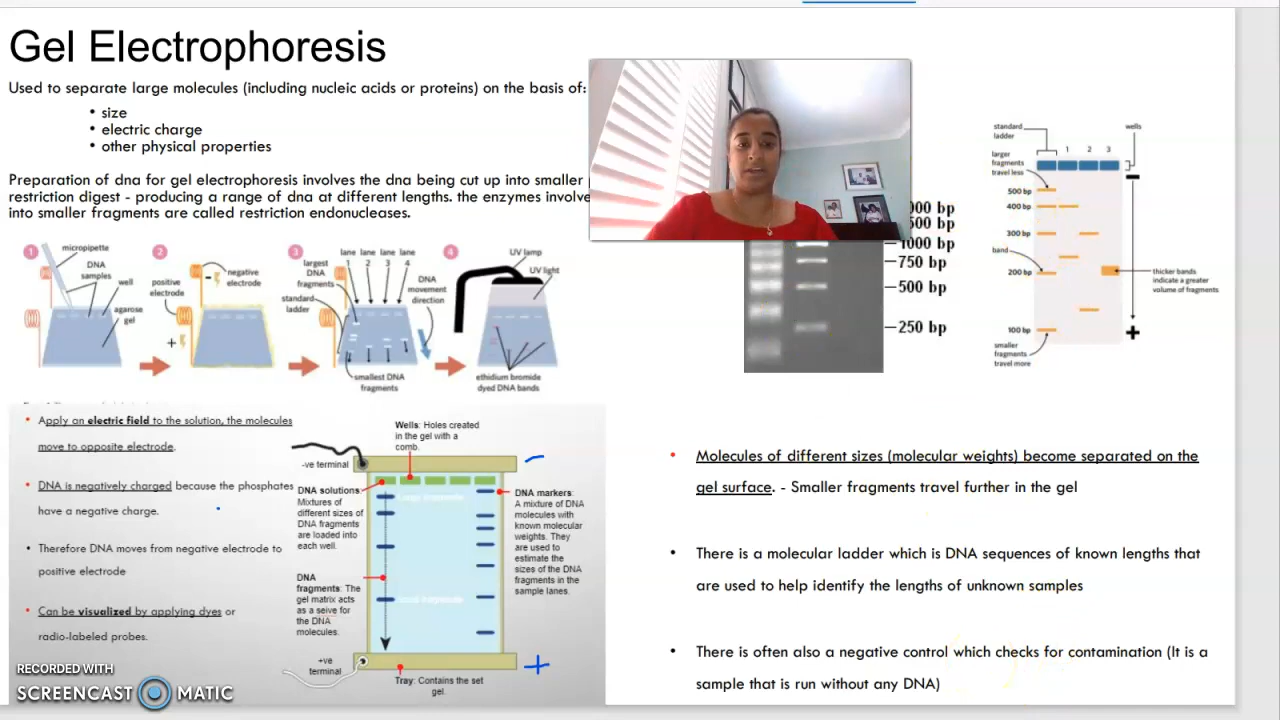 Gel Electrophoresis
Used to separate large molecules (including nucleic acids or proteins) on the basis of:
• size
• electric charge
• other physical properties
Preparation of dna for gel electrophoresis involves the dna being cut up into smaller
restriction digest - producing a range of dna at different lengths. the enzymes involve
into smaller fragments are called restriction endonucleases.
1
micropipette
DNA
samples
well
agarose
gel
2
positive
electrode
negative
electrode
-
+
3
largest
DNA
fragments
standard
ladder
lane lane lane lane
1 2 3 4
DNA
movement
direction
smallest DNA
fragments
4
UV lamp
UV light
ethidium bromide
dyed DNA bands
000 bp
500 bp
1000 bp
750 bp
500 bp
250 bp
standard
ladder
wells
1 2 3
larger
fragments
travel less
500 bp
400 bp
300 bp
band
200 bp
100 bp
smaller
fragments
travel more
-
thicker bands
indicate a greater
volume of fragments
+
• Apply an electric field to the solution, the molecules
move to opposite electrode.
• DNA is negatively charged because the phosphates
have a negative charge.
• Therefore DNA moves from negative electrode to
positive electrode
• Can be visualized by applying dyes or
radio-labeled probes.
Wells: Holes created
in the gel with a
comb.
-ve terminal
-
DNA solutions:
Mixtures of
different sizes of
DNA fragments
are loaded into
each well.
Large fragments
DNA markers:
A mixture of DNA
molecules with
known molecular
weights. They
are used to
estimate the
sizes of the DNA
fragments in the
sample lanes.
DNA
fragments: The
gel matrix acts
as a seive for
the DNA
molecules.
Small fragments
+ve
terminal
+
Tray: Contains the set
gel.
• Molecules of different sizes (molecular weights) become separated on the
gel surface. - Smaller fragments travel further in the gel
• There is a molecular ladder which is DNA sequences of known lengths that
are used to help identify the lengths of unknown samples
• There is often also a negative control which checks for contamination (It is a
sample that is run without any DNA)
RECORDED WITH
SCREENCAST MATIC